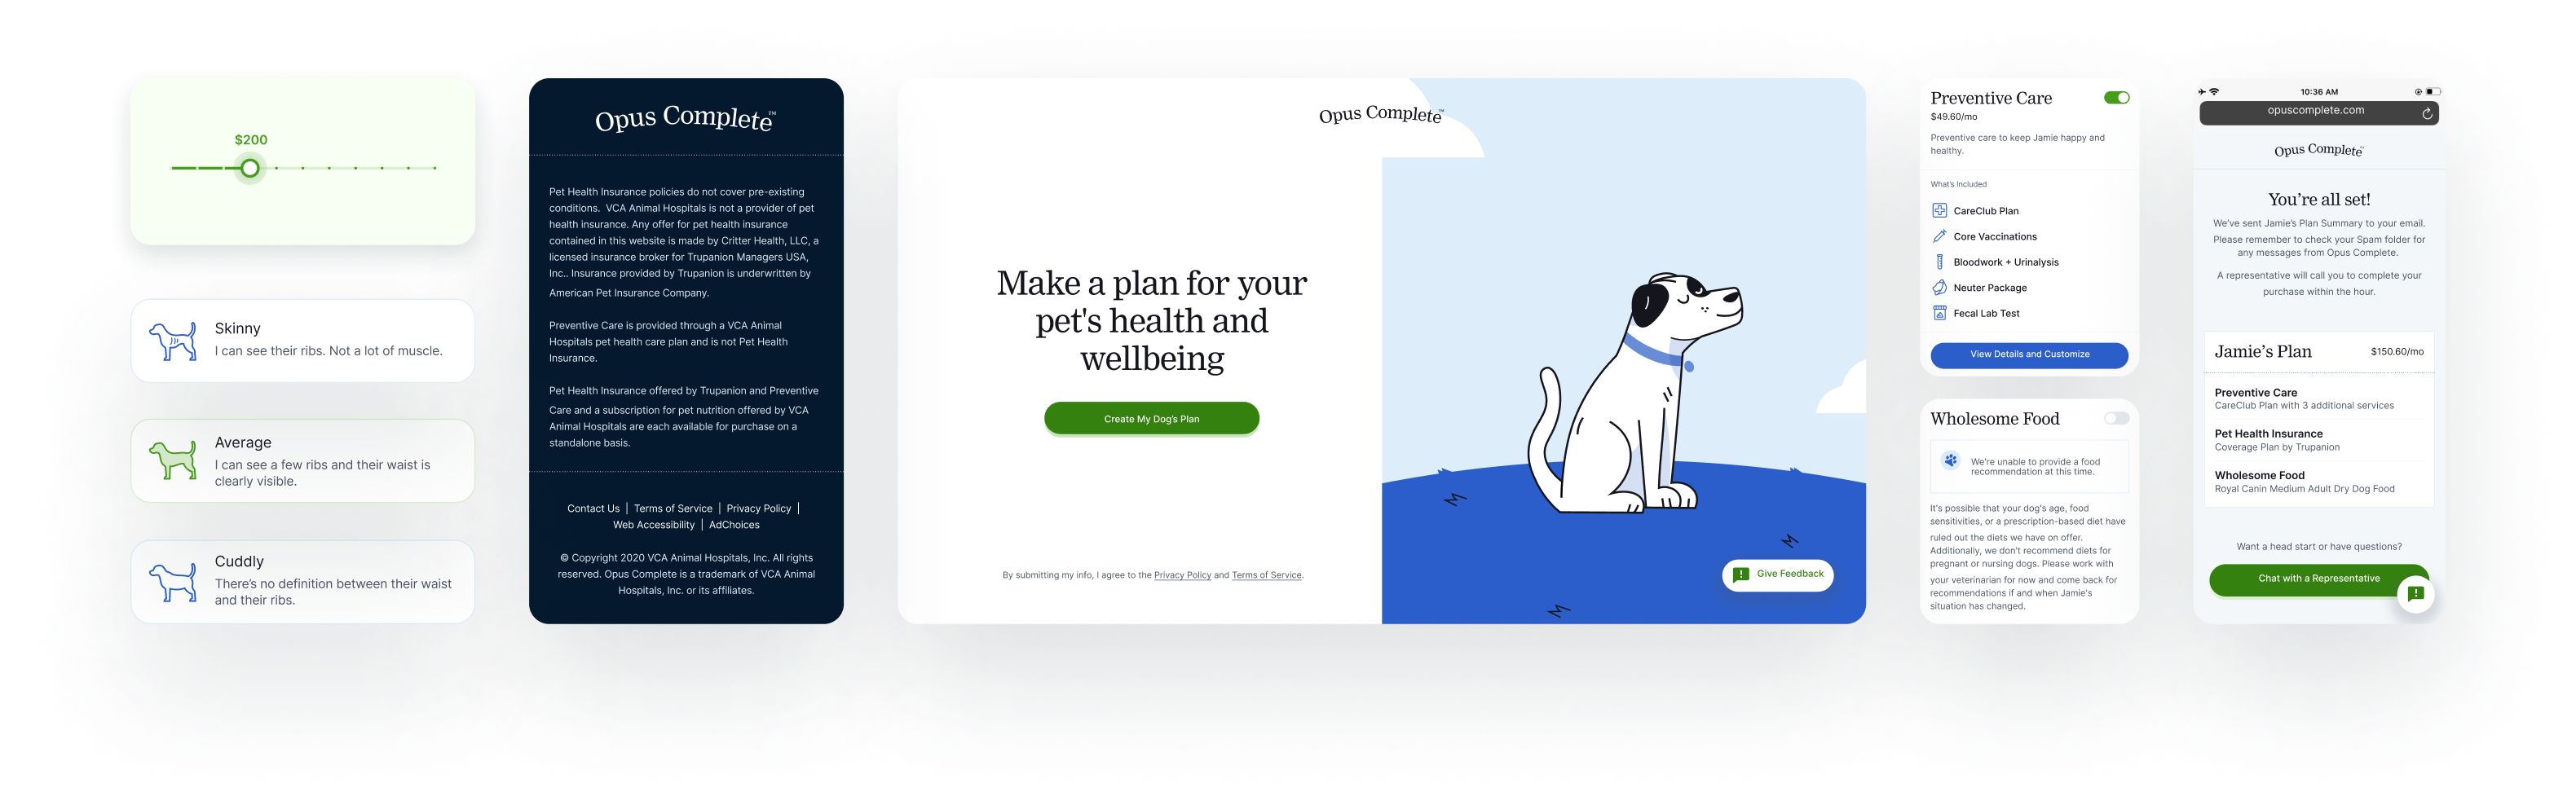 $200
Skinny
I can see their ribs. Not a lot of muscle.
Average
I can see a few ribs and their waist is
clearly visible.
Cuddly
There's no definition between their waist
and their ribs.
Opus Complete™
Pet Health Insurance policies do not cover pre-existing
conditions.  VCA Animal Hospitals is not a provider of pet
health insurance. Any offer for pet health insurance
contained in this website is made by Critter Health, LLC, a
licensed insurance broker for Trupanion Managers USA,
Inc.. Insurance provided by Trupanion is underwritten by
American Pet Insurance Company.
Preventive Care is provided through a VCA Animal
Hospitals pet health care plan and is not Pet Health
Insurance.
Pet Health Insurance offered by Trupanion and Preventive
Care and a subscription for pet nutrition offered by VCA
Animal Hospitals are each available for purchase on a
standalone basis.
Contact Us | Terms of Service | Privacy Policy |
Web Accessibility | AdChoices
© Copyright 2020 VCA Animal Hospitals, Inc. All rights
reserved. Opus Complete is a trademark of VCA Animal
Hospitals, Inc. or its affiliates.
Opus Complete™
Make a plan for your
pet's health and
wellbeing
Create My Dog's Plan
By submitting my info, I agree to the Privacy Policy and Terms of Service.
Give Feedback
Preventive Care
$49.60/mo
Preventive care to keep Jamie happy and
healthy.
What's Included
CareClub Plan
Core Vaccinations
Bloodwork + Urinalysis
Neuter Package
Fecal Lab Test
View Details and Customize
Wholesome Food
We're unable to provide a food
recommendation at this time.
It's possible that your dog's age, food
sensitivities, or a prescription-based diet have
ruled out the diets we have on offer.
Additionally, we don't recommend diets for
pregnant or nursing dogs. Please work with
your veterinarian for now and come back for
recommendations if and when Jamie's
situation has changed.
10:36 AM
opuscomplete.com
Opus Complete™
You're all set!
We've sent Jamie's Plan Summary to your email.
Please remember to check your Spam folder for
any messages from Opus Complete.
A representative will call you to complete your
purchase within the hour.
Jamie's Plan $150.60/mo
Preventive Care
CareClub Plan with 3 additional services
Pet Health Insurance
Coverage Plan by Trupanion
Wholesome Food
Royal Canin Medium Adult Dry Dog Food
Want a head start or have questions?
Chat with a Representative